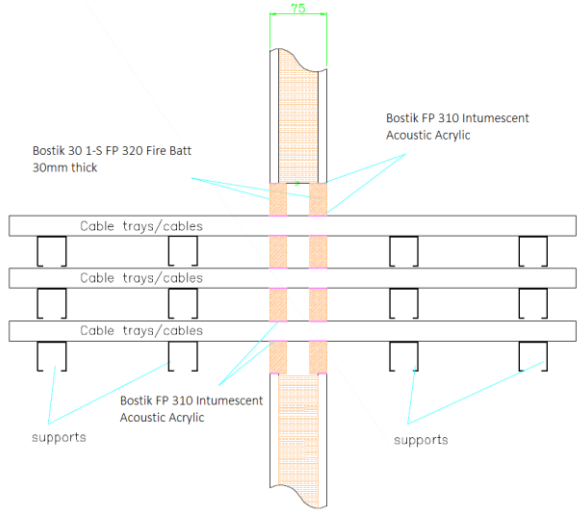 75
Bostik FP 310 Intumescent
Acoustic Acrylic
Bostik 30 1-S FP 320 Fire Batt
30mm thick
Cable trays/cables
Cable trays/cables
Cable trays/cables
Bostik FP 310 Intumescent
Acoustic Acrylic
supports
supports